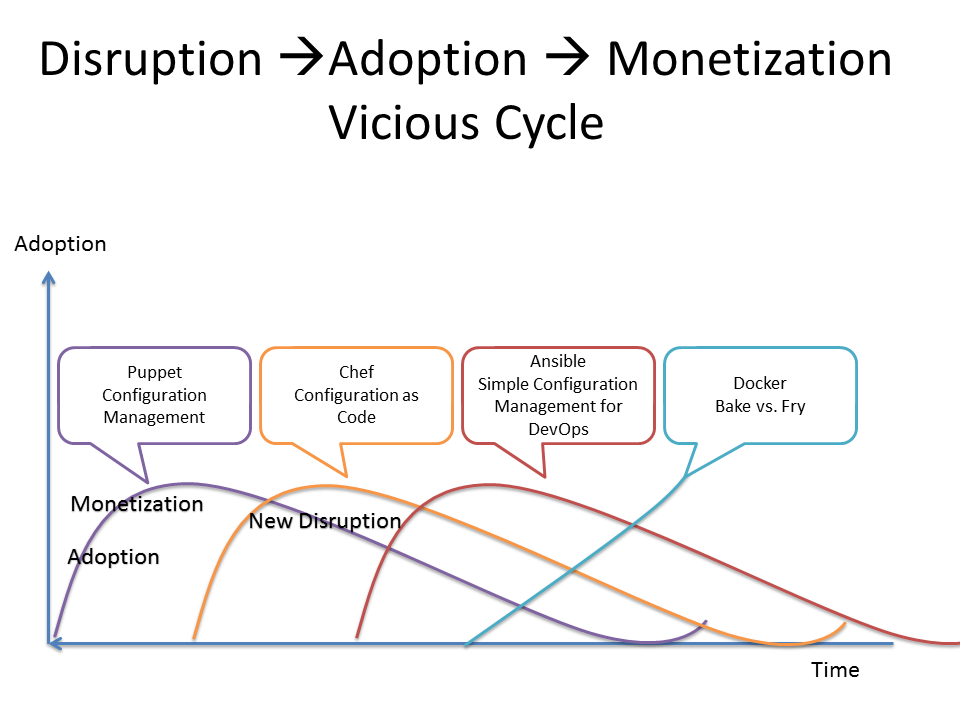 Disruption → Adoption → Monetization
Vicious Cycle
Adoption
Puppet
Configuration
Management
Chef
Configuration as
Code
Ansible
Simple Configuration
Management for
DevOps
Docker
Bake vs. Fry
Monetization
New Disruption
Adoption
Time